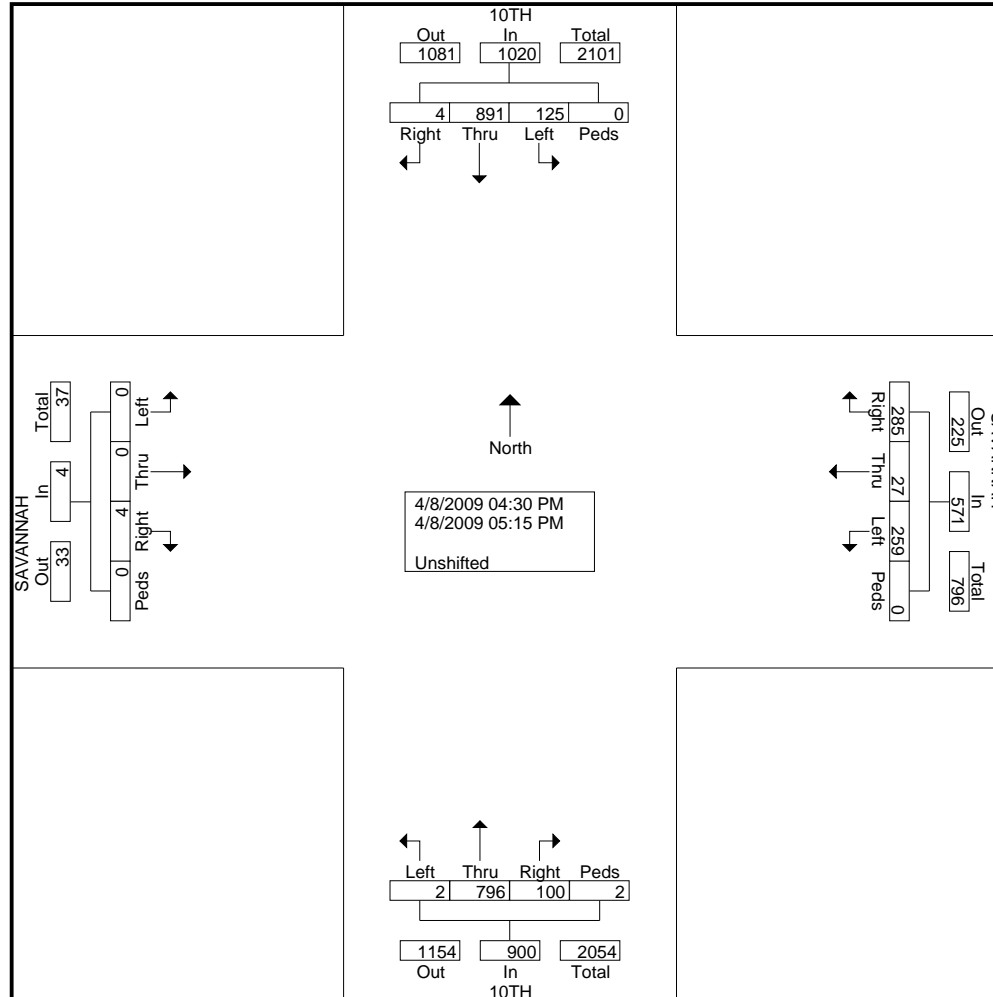 10TH
Out In Total
1081 1020 2101
4 891 125 0
Right Thru Left Peds
SAVANNAH
Total In Out
37 4 33
0 0 4 0
Left Thru Right Peds
North
4/8/2009 04:30 PM
4/8/2009 05:15 PM
Unshifted
Right Thru Left Peds
285 27 259 0
Out In Total
225 571 796
Left Thru Right Peds
2 796 100 2
1154 900 2054
Out In Total
10TH